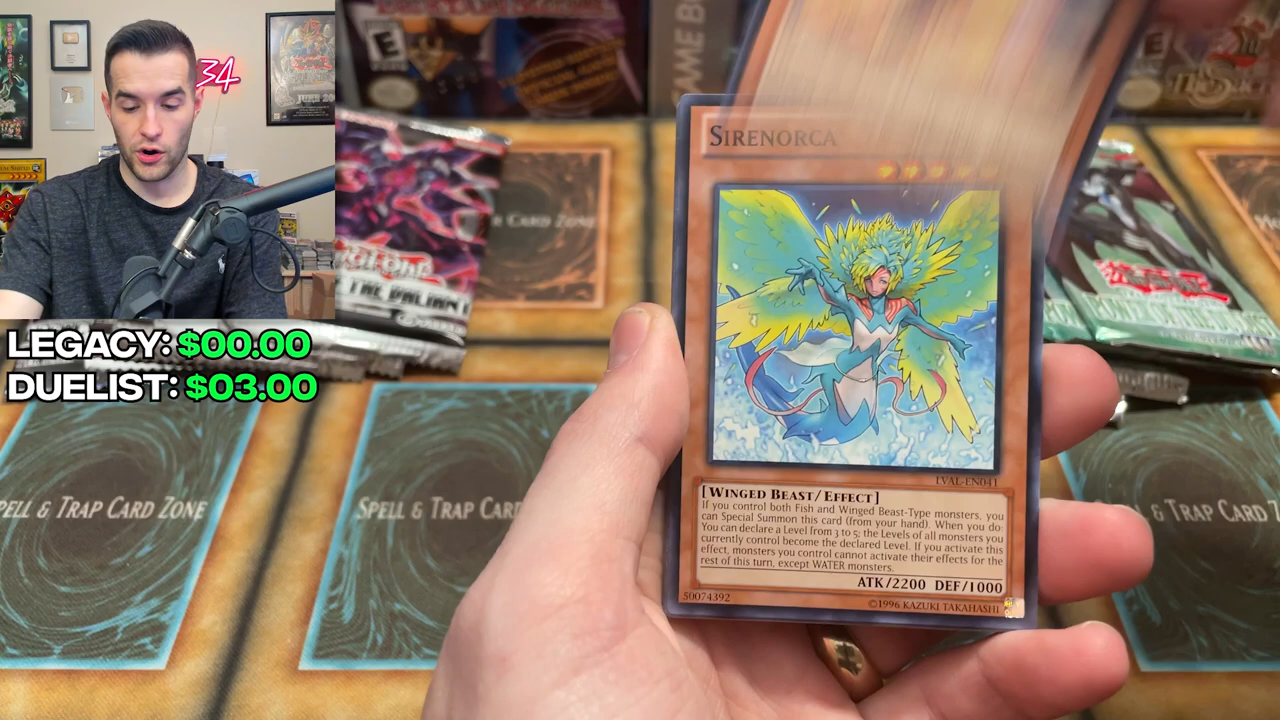 34
JUNE 20
E
GAME BO
E
LEGACY: $00.00
DUELIST: $03.00
CARD ZONE
SIRENORCA
LVAL-EN041
[WINGED BEAST/EFFECT]
If you control both Fish and Winged Beast-Type monsters, you
can Special Summon this card (from your hand). When you do:
You can declare a Level from 3 to 5; the Levels of all monsters you
currently control become the declared Level. If you activate this
effect, monsters you control cannot activate their effects for the
rest of this turn, except WATER monsters.
ATK/2200 DEF/1000
50074392
©1996 KAZUKI TAKAHASHI
SPELL & TRAP CARD ZONE
SPELL & TRAP CARD ZONE
& TRAP CARD Z